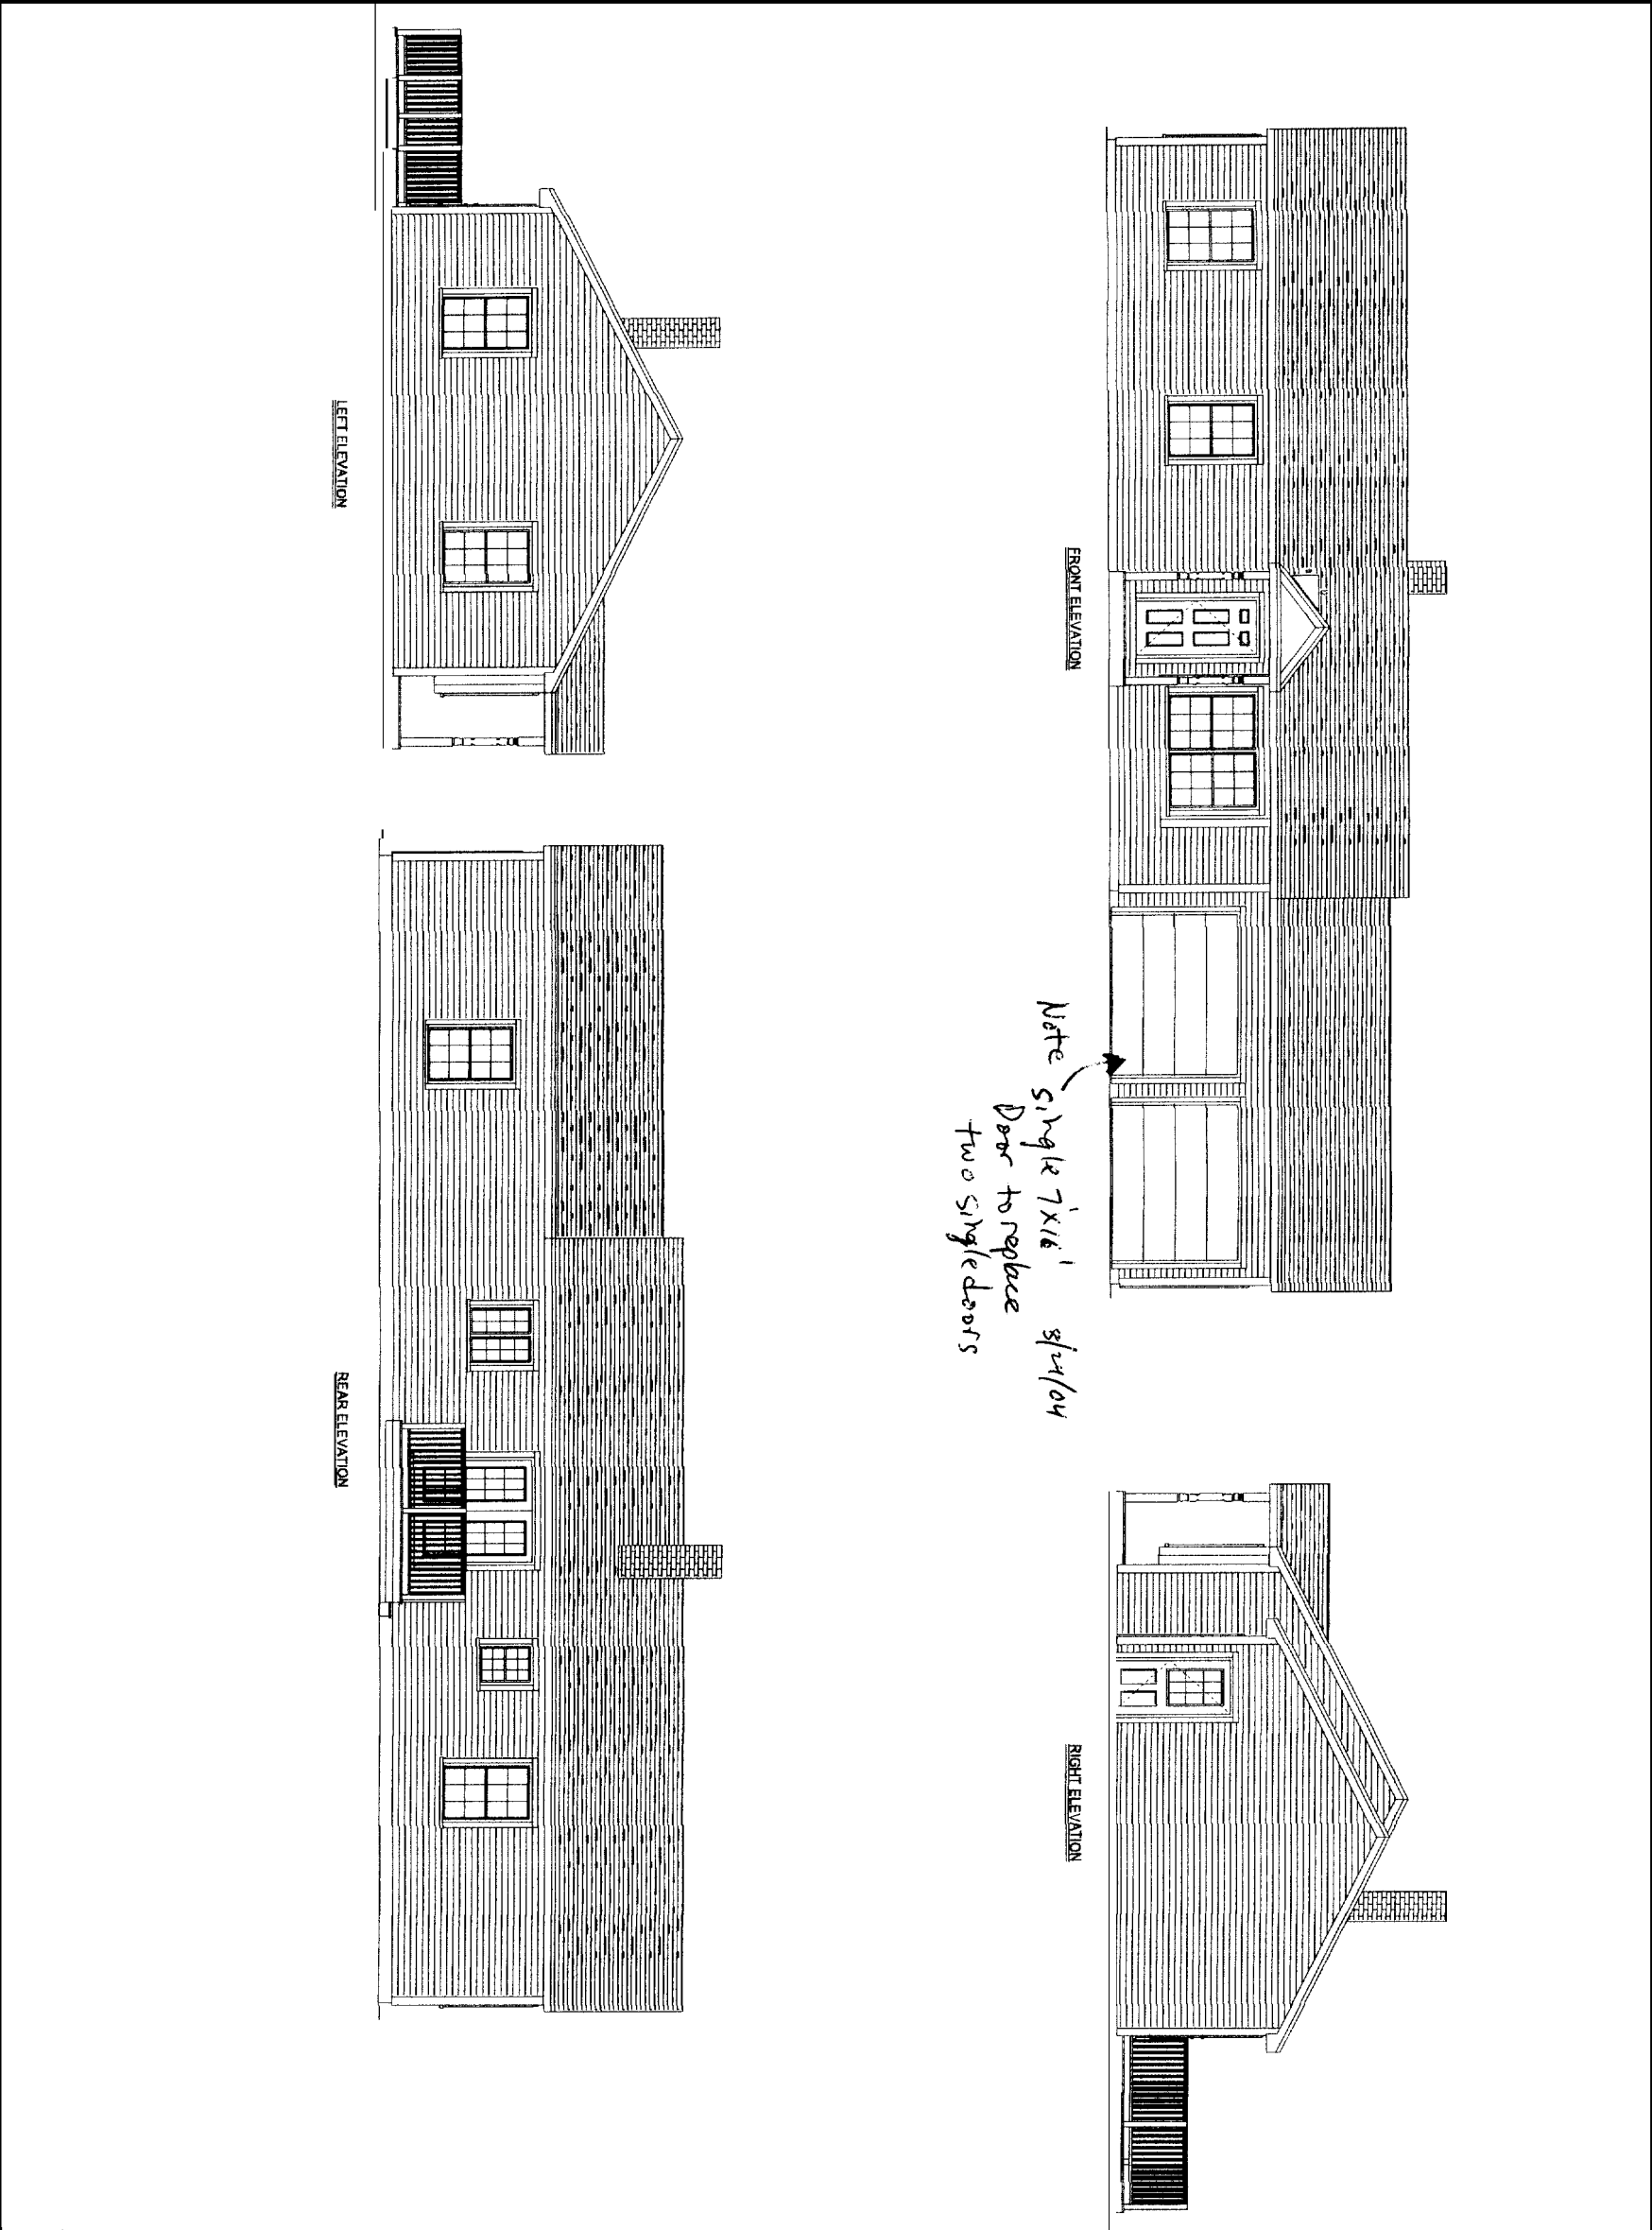 FRONT ELEVATION
Note single 7'x16' 8/24/04
Door to replace
two single doors
RIGHT ELEVATION
LEFT ELEVATION
REAR ELEVATION